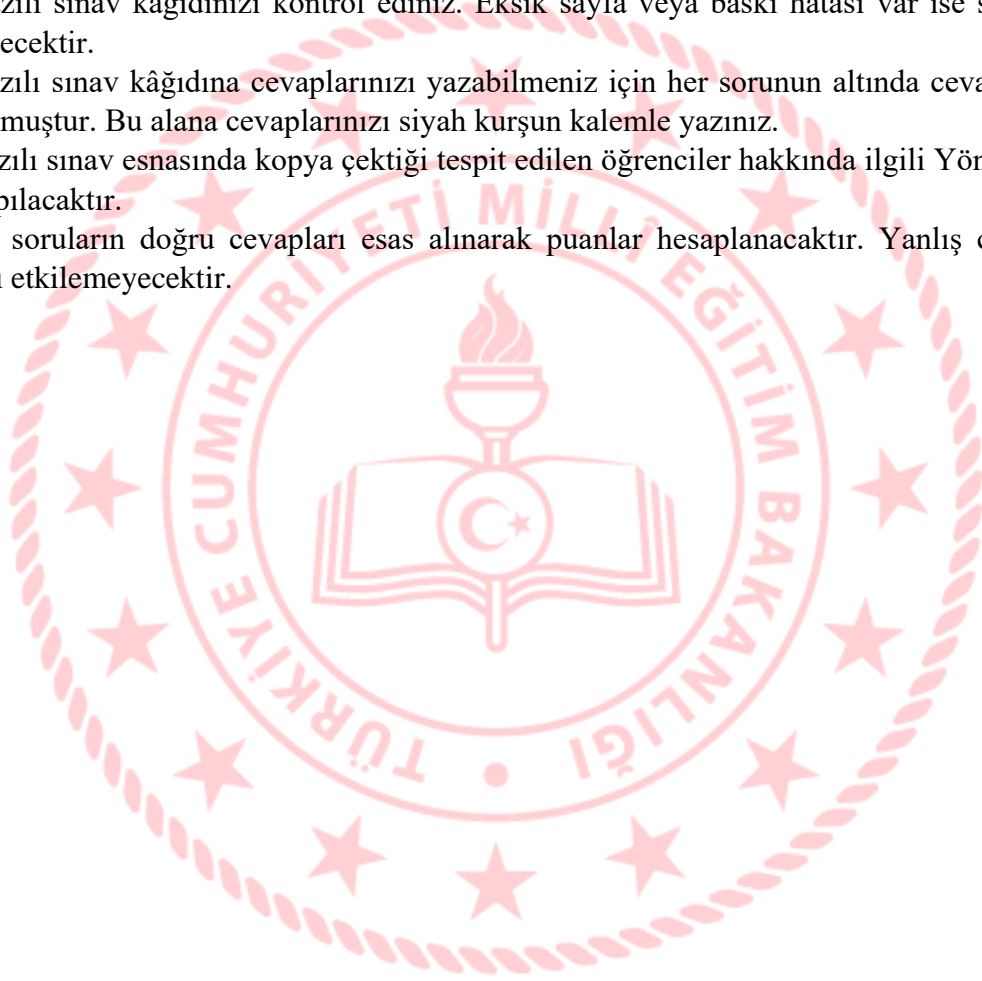 zılı sınav kâğıdınızı kontrol ediniz. Eksik sayfa veya baskı hatası var ise s
ecektir.
zılı sınav kâğıdına cevaplarınızı yazabilmeniz için her sorunun altında ceva
muştur. Bu alana cevaplarınızı siyah kurşun kalemle yazınız.
zılı sınav esnasında kopya çektiği tespit edilen öğrenciler hakkında ilgili Yön
pılacaktır.
soruların doğru cevapları esas alınarak puanlar hesaplanacaktır. Yanlış c
ı etkilemeyecektir.
TÜRKİYE CUMHURİYETİ MİLLÎ EĞİTİM BAKANLIĞI